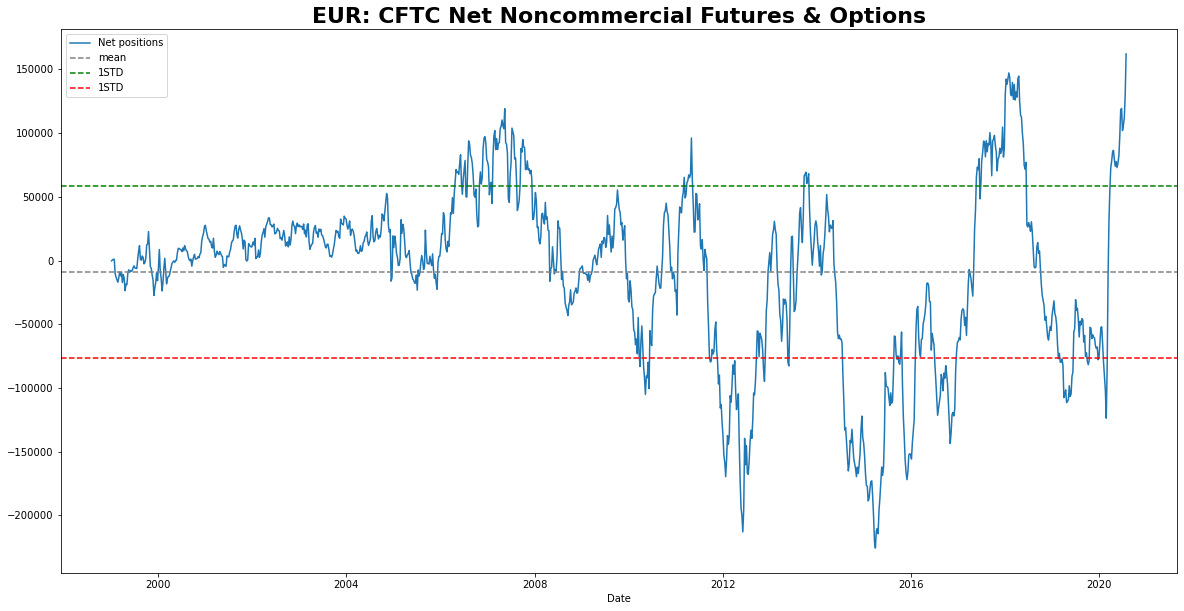 EUR: CFTC Net Noncommercial Futures & Options
Net positions
mean
1STD
1STD
150000
100000
50000
0
−50000
−100000
−150000
−200000
2000 2004 2008 2012 2016 2020
Date